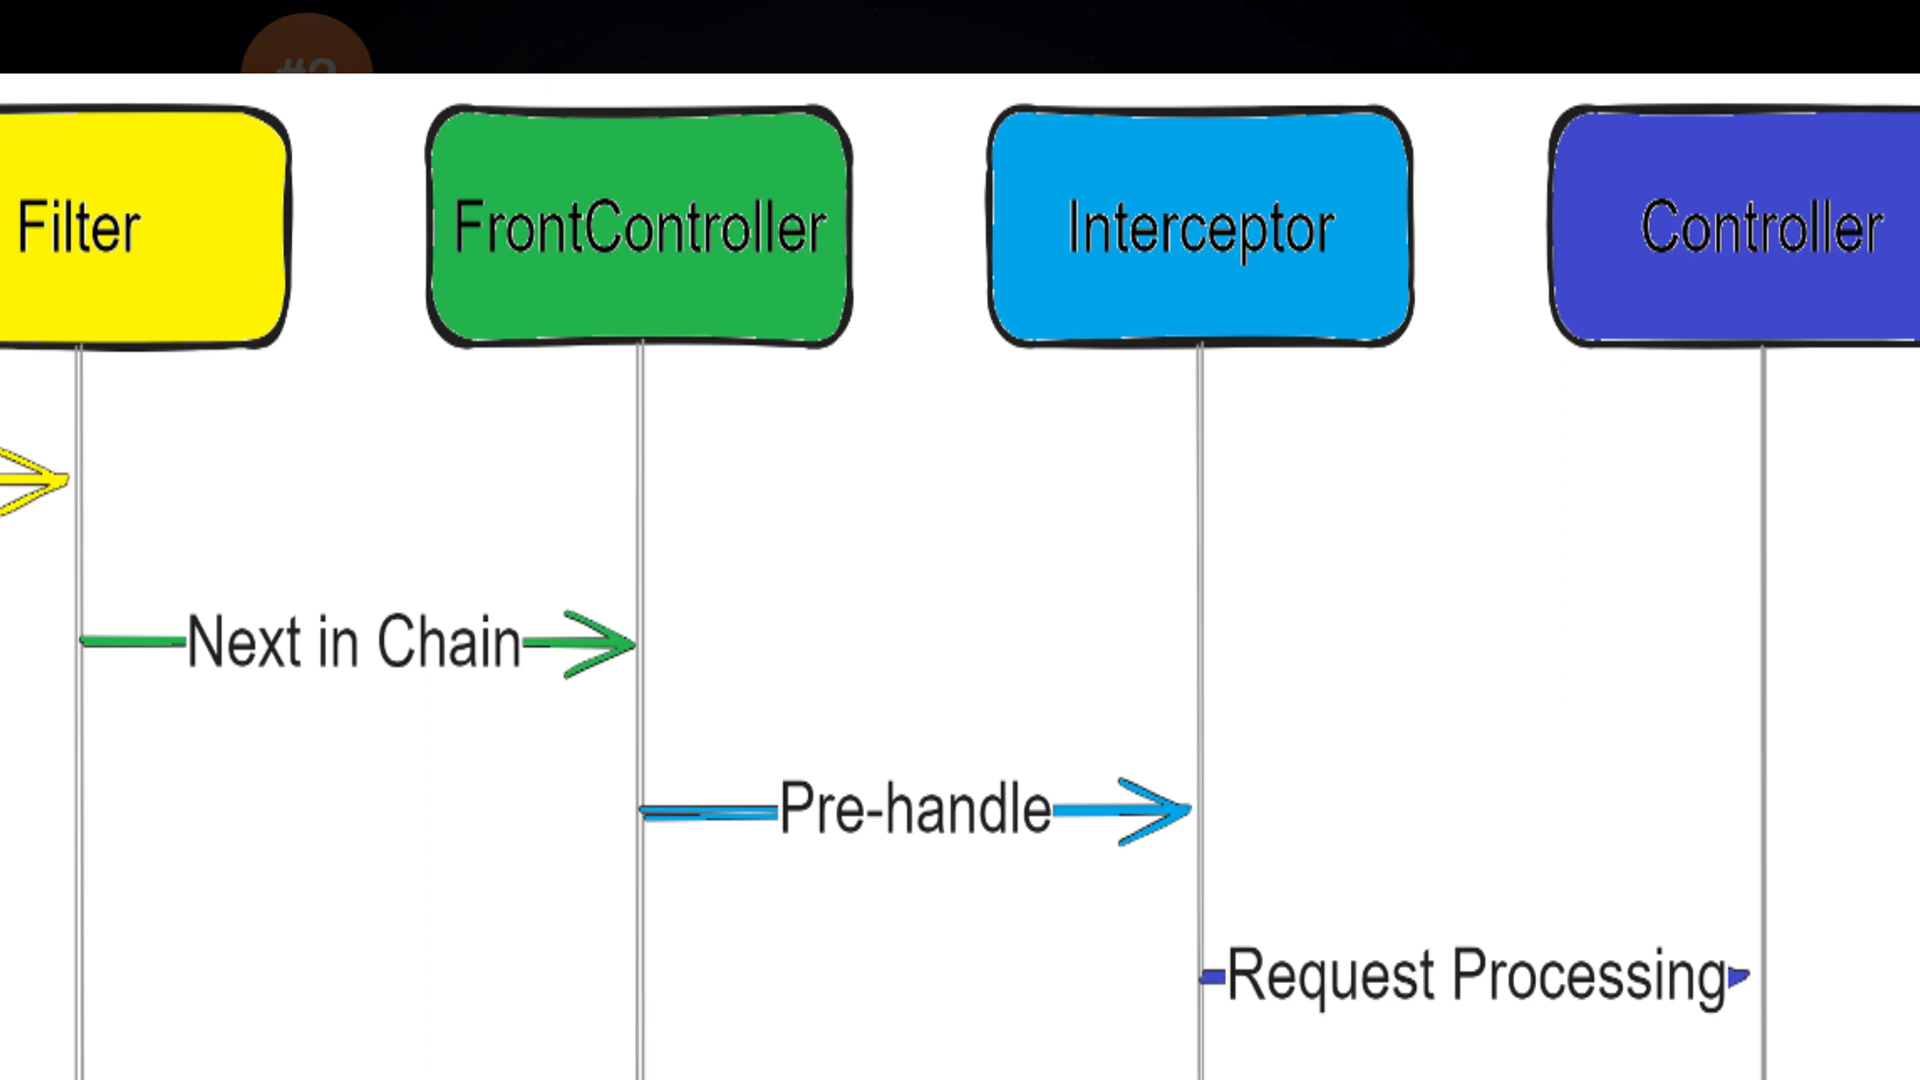 Filter
FrontController
Interceptor
Controller
Next in Chain
Pre-handle
Request Processing